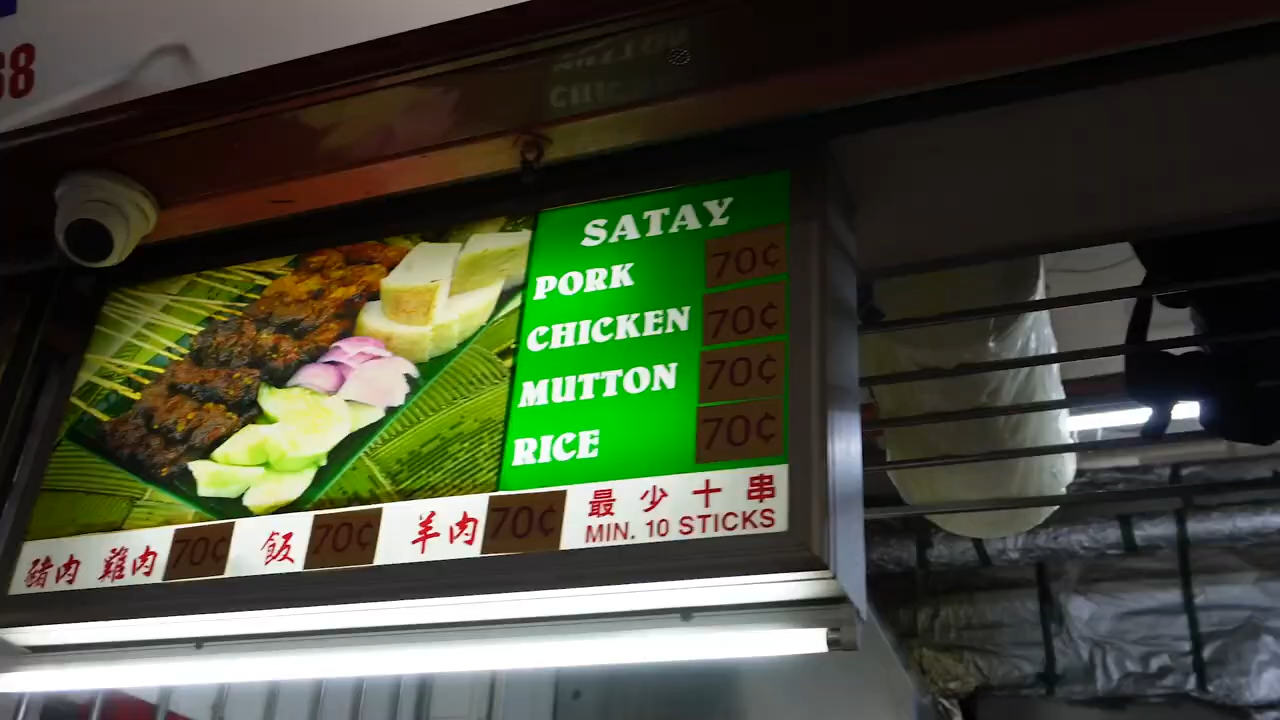 68
SATAY
PORK 70¢
CHICKEN 70¢
MUTTON 70¢
RICE 70¢
豬肉 雞肉 70¢ 飯 70¢ 羊肉 70¢
最少十串
MIN. 10 STICKS